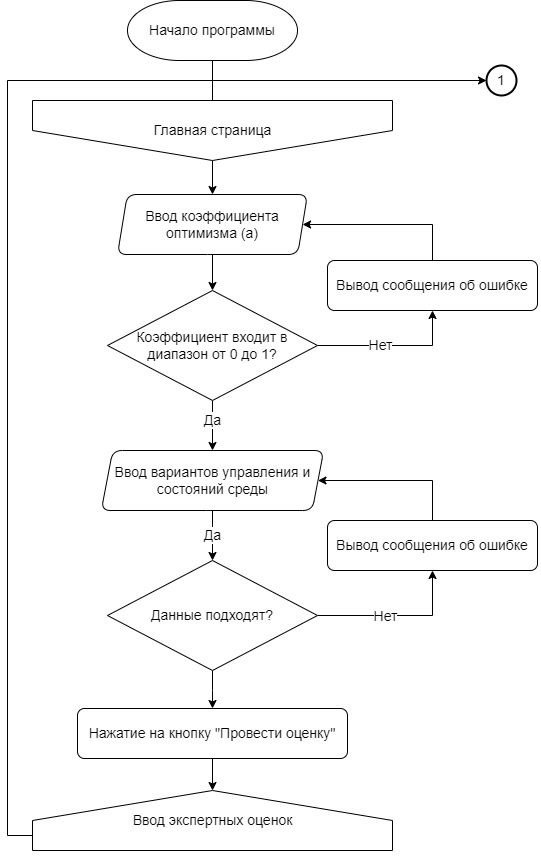 Начало программы
1
Главная страница
Ввод коэффициента
оптимизма (a)
Вывод сообщения об ошибке
Коэффициент входит в
диапазон от 0 до 1?
Нет
Да
Ввод вариантов управления и
состояний среды
Да
Вывод сообщения об ошибке
Данные подходят?
Нет
Нажатие на кнопку "Провести оценку"
Ввод экспертных оценок